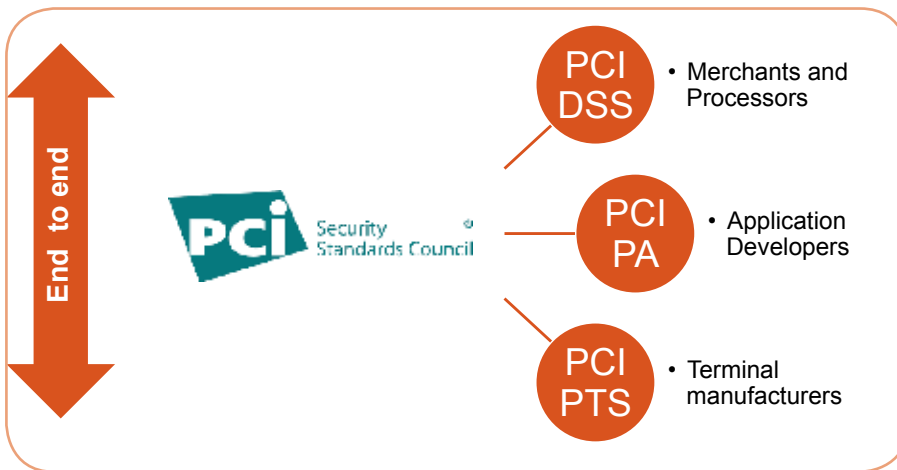 End to end
PCi
Security ®
Standards Council
PCI
DSS
• Merchants and
Processors
PCI
PA
• Application
Developers
PCI
PTS
• Terminal
manufacturers